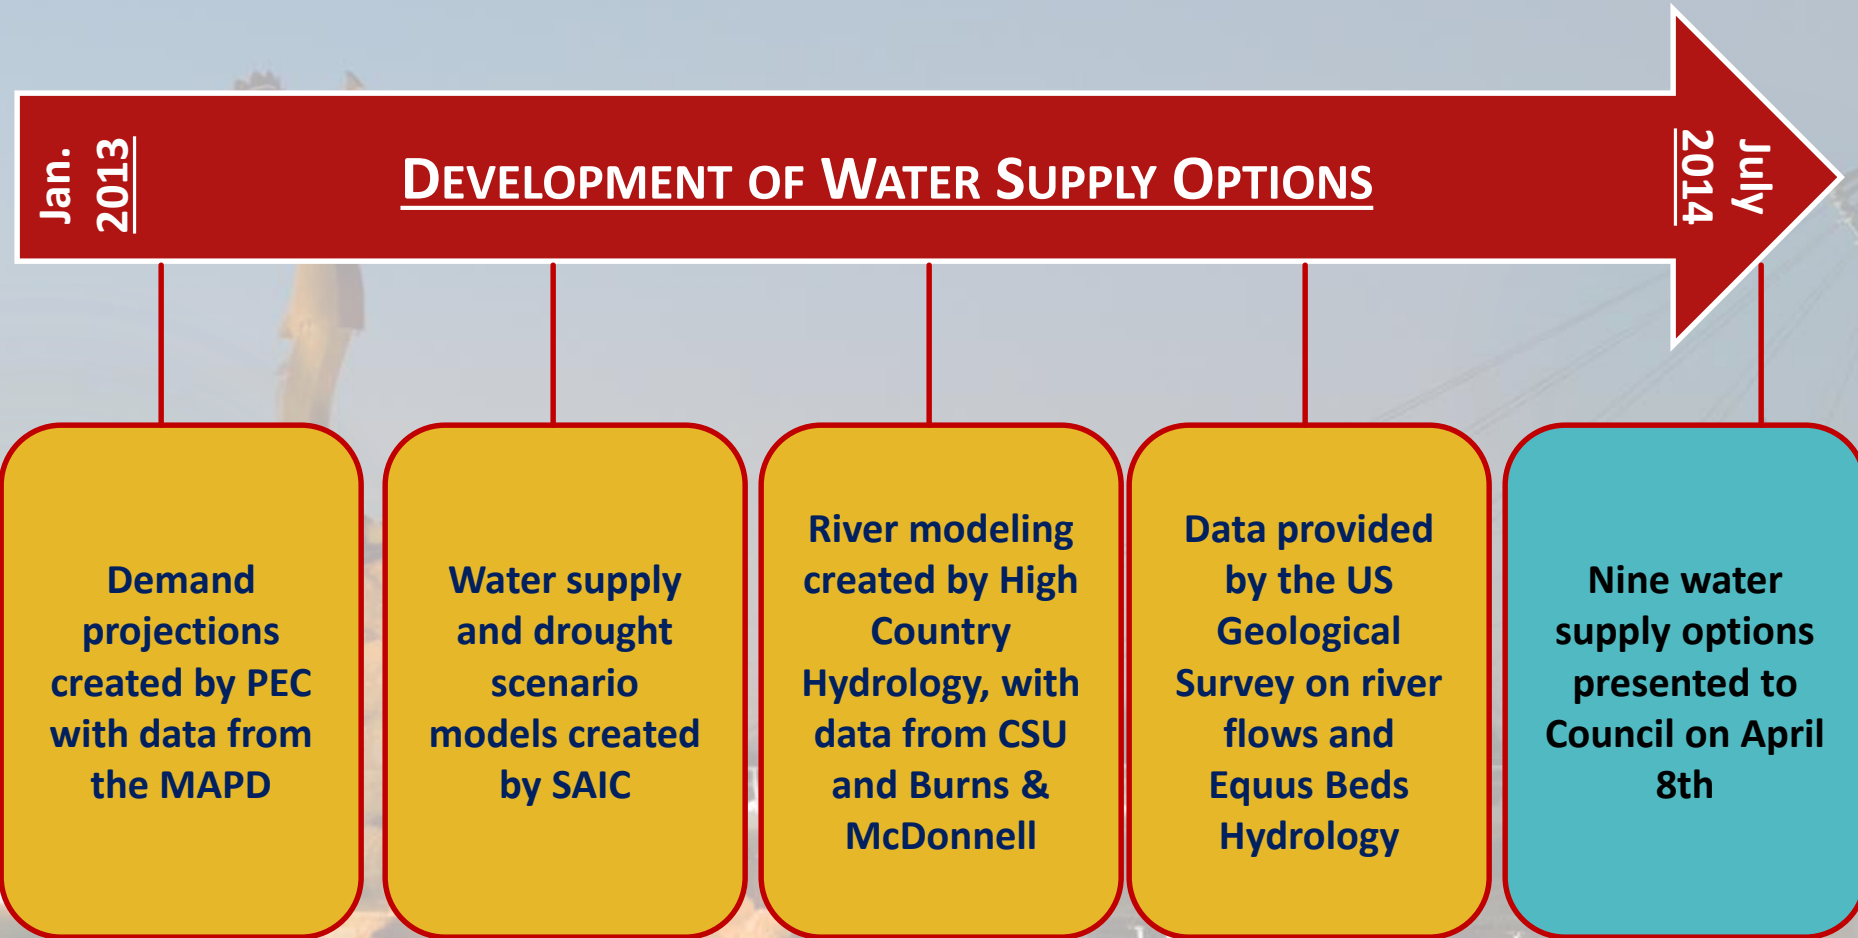 Jan.
2013
DEVELOPMENT OF WATER SUPPLY OPTIONS
July
2014
Demand
projections
created by PEC
with data from
the MAPD
Water supply
and drought
scenario
models created
by SAIC
River modeling
created by High
Country
Hydrology, with
data from CSU
and Burns &
McDonnell
Data provided
by the US
Geological
Survey on river
flows and
Equus Beds
Hydrology
Nine water
supply options
presented to
Council on April
8th